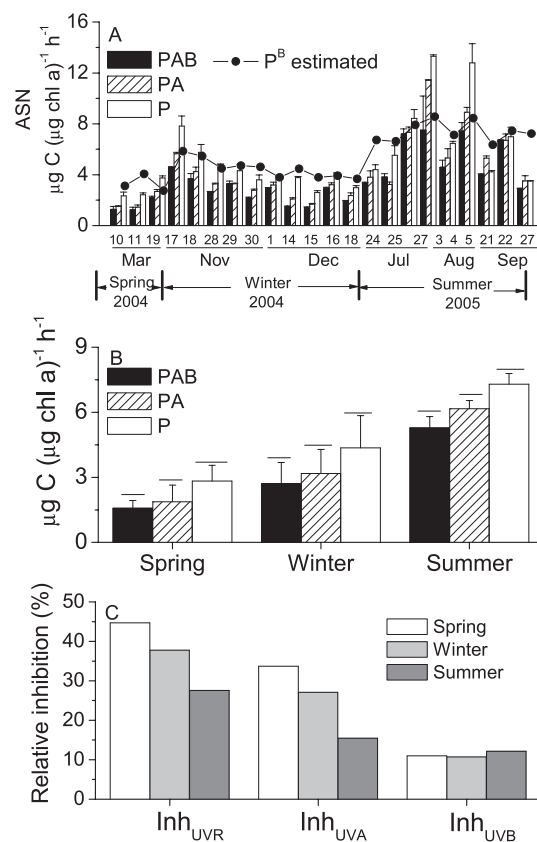 A
PAB
PA
P
P^B estimated
ASN
µg C (µg chl a)^-1 h^-1
16
12
8
4
0
10 11 19 17 18 28 29 30 1 14 15 16 18 24 25 27 3 4 5 21 22 27
Mar Nov Dec Jul Aug Sep
Spring Winter Summer
2004 2004 2005
B
PAB
PA
P
µg C (µg chl a)^-1 h^-1
9
6
3
0
Spring Winter Summer
C
Spring
Winter
Summer
Relative inhibition (%)
50
40
30
20
10
0
Inh_UVR Inh_UVA Inh_UVB